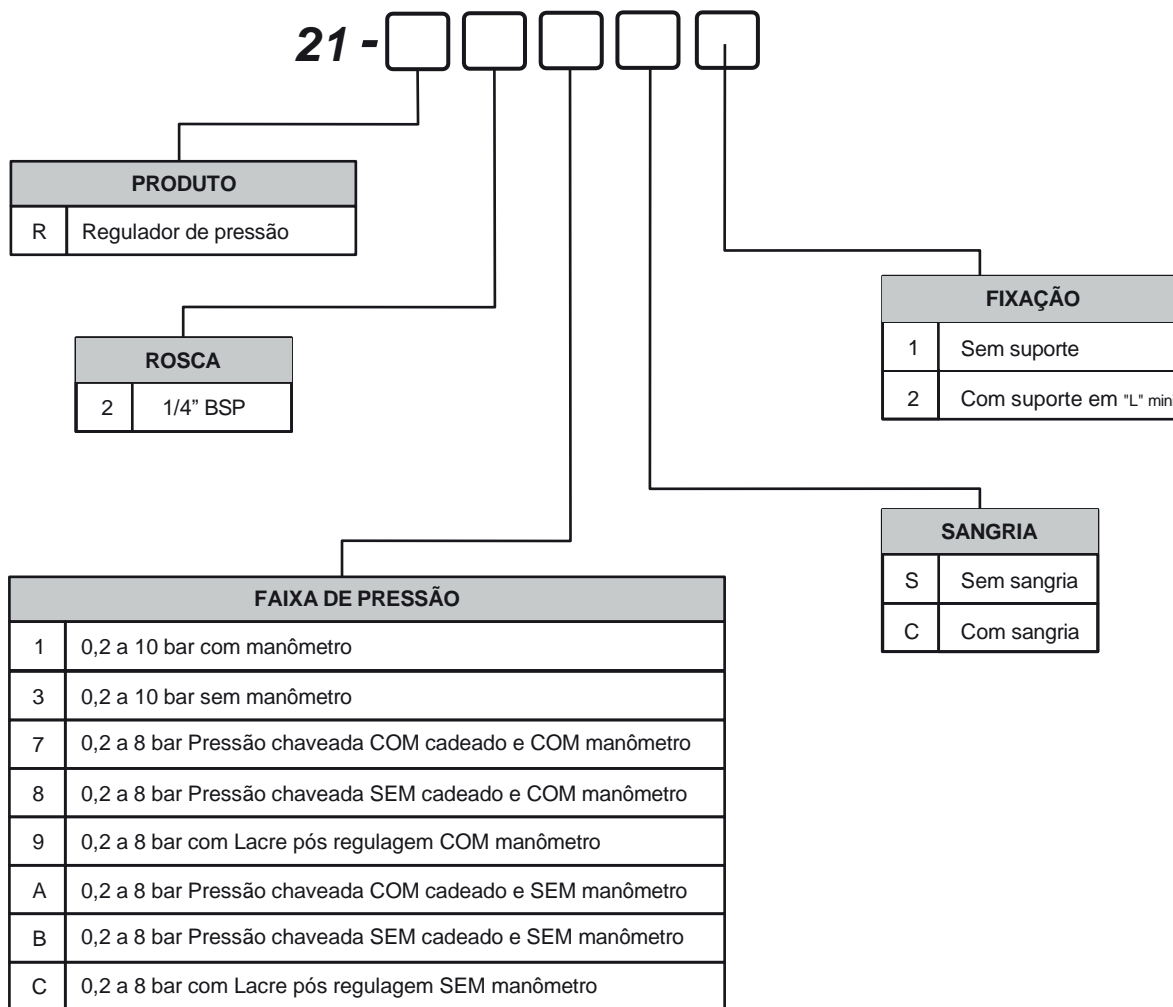 21 -
PRODUTO
R Regulador de pressão
ROSCA
2 1/4” BSP
FIXAÇÃO
1 Sem suporte
2 Com suporte em "L" mini
SANGRIA
S Sem sangria
C Com sangria
FAIXA DE PRESSÃO
1 0,2 a 10 bar com manômetro
3 0,2 a 10 bar sem manômetro
7 0,2 a 8 bar Pressão chaveada COM cadeado e COM manômetro
8 0,2 a 8 bar Pressão chaveada SEM cadeado e COM manômetro
9 0,2 a 8 bar com Lacre pós regulagem COM manômetro
A 0,2 a 8 bar Pressão chaveada COM cadeado e SEM manômetro
B 0,2 a 8 bar Pressão chaveada SEM cadeado e SEM manômetro
C 0,2 a 8 bar com Lacre pós regulagem SEM manômetro